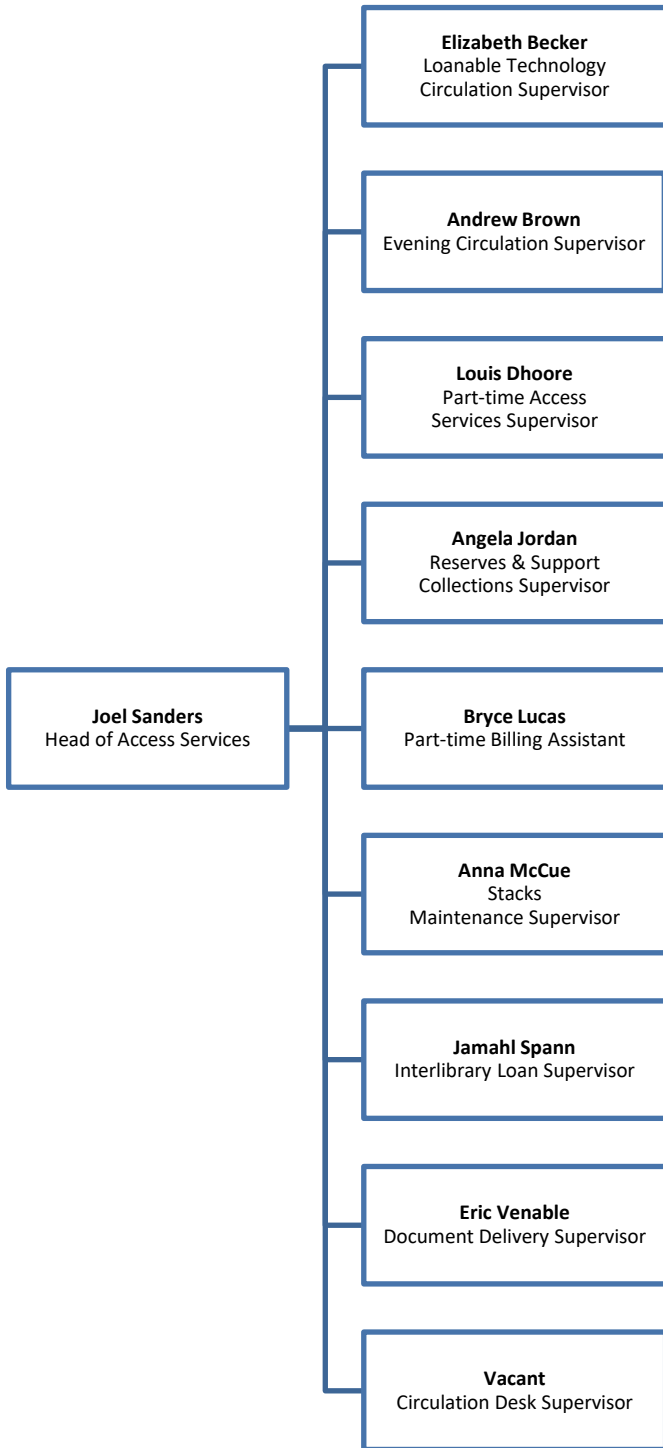 Elizabeth Becker
Loanable Technology
Circulation Supervisor
Andrew Brown
Evening Circulation Supervisor
Louis Dhoore
Part-time Access
Services Supervisor
Angela Jordan
Reserves & Support
Collections Supervisor
Joel Sanders
Head of Access Services
Bryce Lucas
Part-time Billing Assistant
Anna McCue
Stacks
Maintenance Supervisor
Jamahl Spann
Interlibrary Loan Supervisor
Eric Venable
Document Delivery Supervisor
Vacant
Circulation Desk Supervisor